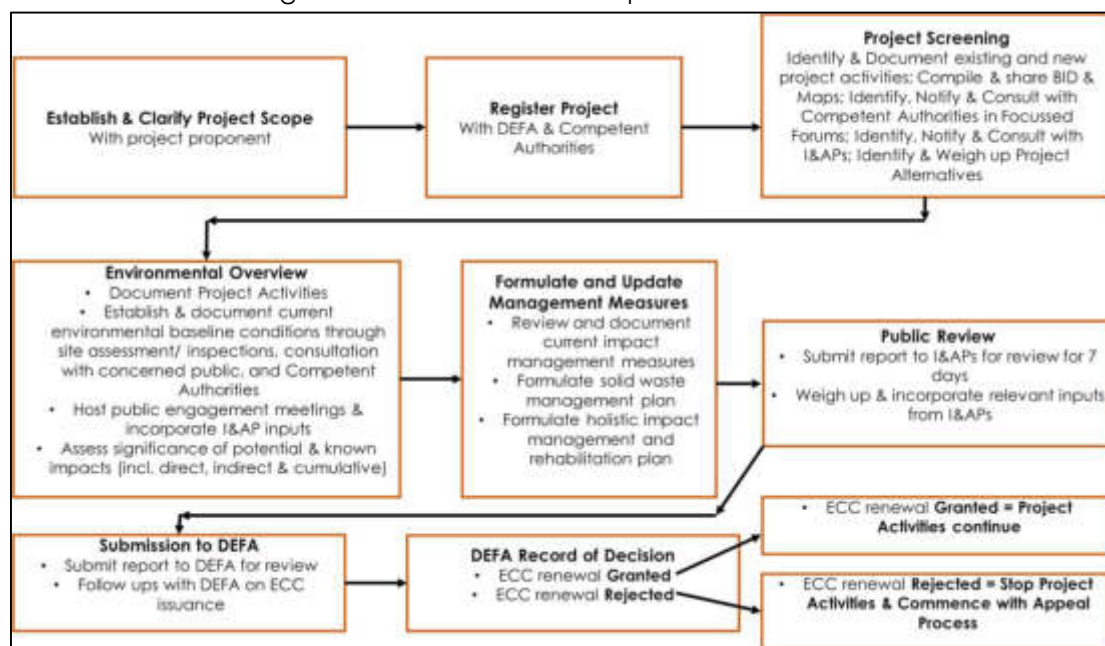 Establish & Clarify Project Scope
With project proponent
Register Project
With DEFA & Competent
Authorities
Project Screening
Identify & Document existing and new
project activities; Compile & share BID &
Maps; Identify, Notify & Consult with
Competent Authorities in Focussed
Forums; Identify, Notify & Consult with
I&APs; Identify & Weigh up Project
Alternatives
Environmental Overview
• Document Project Activities
• Establish & document current
environmental baseline conditions through
site assessment/ inspections, consultation
with concerned public, and Competent
Authorities
• Host public engagement meetings &
incorporate I&AP inputs
• Assess significance of potential & known
impacts (incl. direct, indirect & cumulative)
Formulate and Update
Management Measures
• Review and document
current impact
management measures
• Formulate solid waste
management plan
• Formulate holistic impact
management and
rehabilitation plan
Public Review
• Submit report to I&APs for review for 7
days
• Weigh up & incorporate relevant inputs
from I&APs
Submission to DEFA
• Submit report to DEFA for review
• Follow ups with DEFA on ECC
issuance
DEFA Record of Decision
• ECC renewal Granted
• ECC renewal Rejected
• ECC renewal Granted = Project
Activities continue
• ECC renewal Rejected = Stop Project
Activities & Commence with Appeal
Process